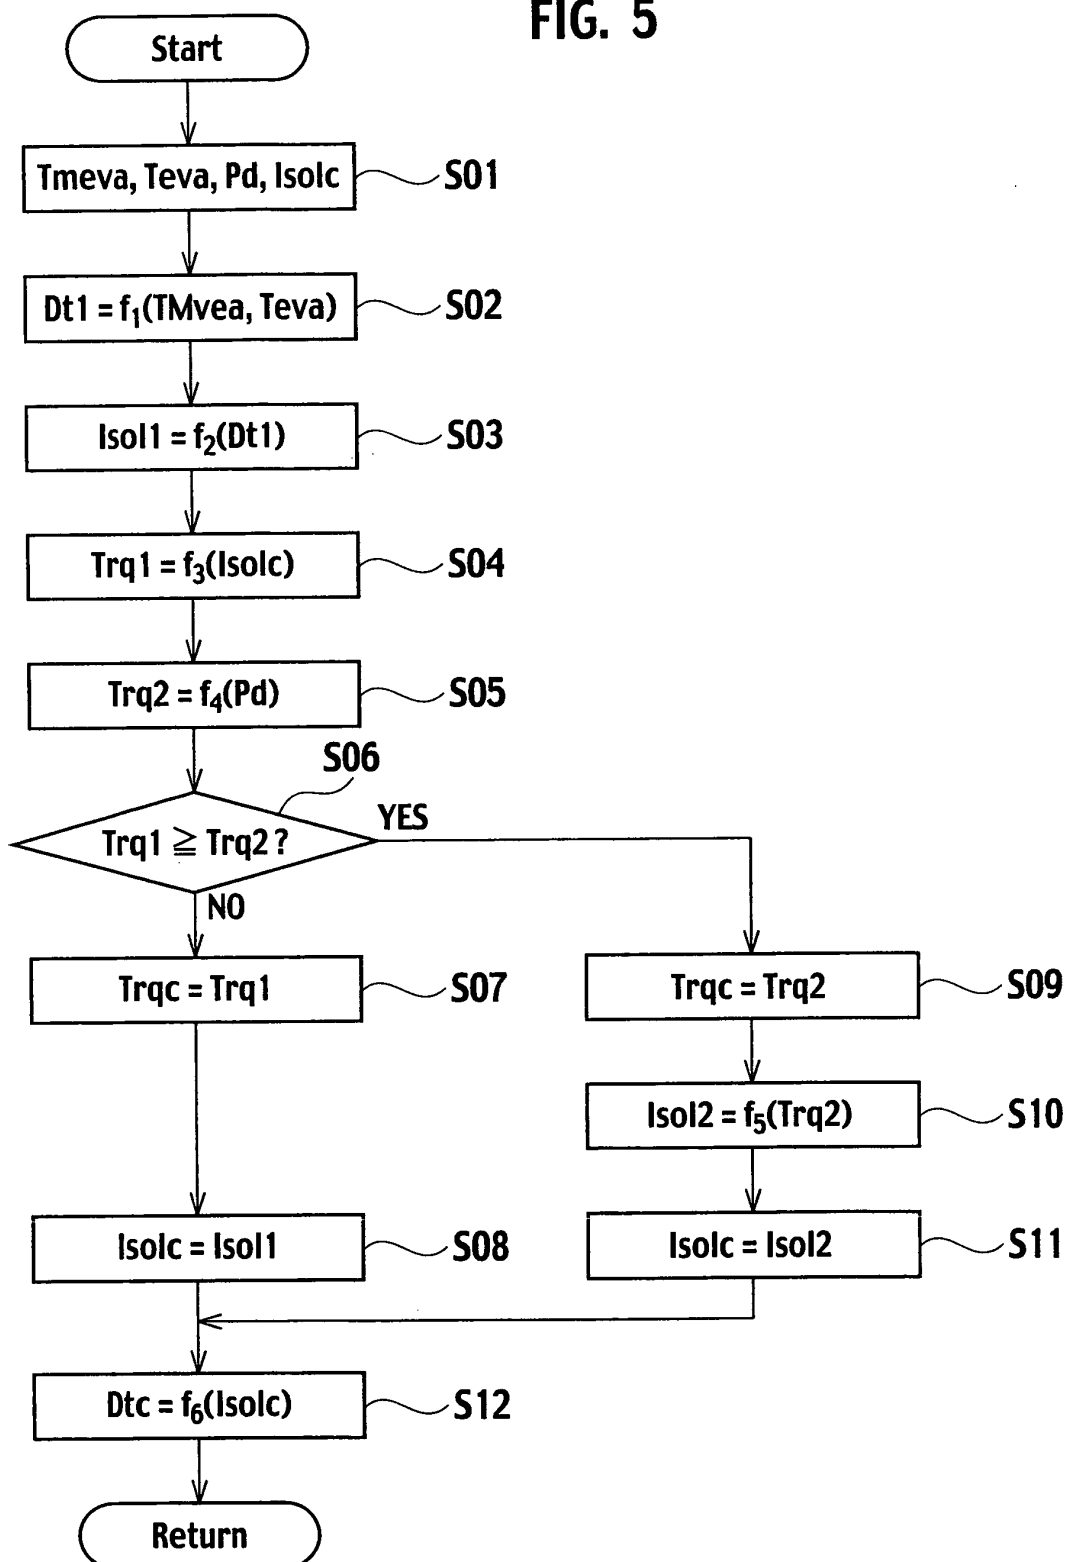 FIG. 5
Start
Tmeva, Teva, Pd, Isolc
S01
Dt1 = f1(TMvea, Teva)
S02
Isol1 = f2(Dt1)
S03
Trq1 = f3(Isolc)
S04
Trq2 = f4(Pd)
S05
S06
Trq1 ≧ Trq2 ?
YES
NO
Trqc = Trq1
S07
Trqc = Trq2
S09
Isol2 = f5(Trq2)
S10
Isolc = Isol1
S08
Isolc = Isol2
S11
Dtc = f6(Isolc)
S12
Return